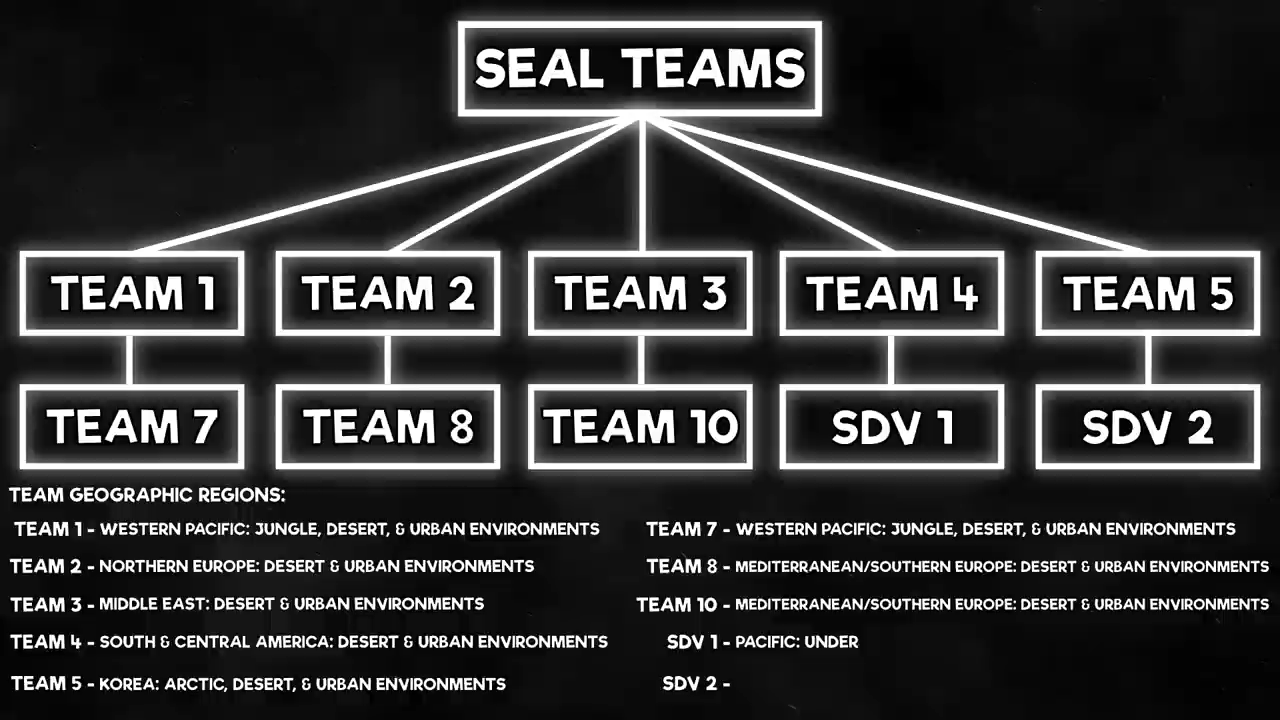 SEAL TEAMS
TEAM 1
TEAM 2
TEAM 3
TEAM 4
TEAM 5
TEAM 7
TEAM 8
TEAM 10
SDV 1
SDV 2
TEAM GEOGRAPHIC REGIONS:
TEAM 1 - WESTERN PACIFIC: JUNGLE, DESERT, & URBAN ENVIRONMENTS
TEAM 2 - NORTHERN EUROPE: DESERT & URBAN ENVIRONMENTS
TEAM 3 - MIDDLE EAST: DESERT & URBAN ENVIRONMENTS
TEAM 4 - SOUTH & CENTRAL AMERICA: DESERT & URBAN ENVIRONMENTS
TEAM 5 - KOREA: ARCTIC, DESERT, & URBAN ENVIRONMENTS
TEAM 7 - WESTERN PACIFIC: JUNGLE, DESERT, & URBAN ENVIRONMENTS
TEAM 8 - MEDITERRANEAN/SOUTHERN EUROPE: DESERT & URBAN ENVIRONMENTS
TEAM 10 - MEDITERRANEAN/SOUTHERN EUROPE: DESERT & URBAN ENVIRONMENTS
SDV 1 - PACIFIC: UNDER
SDV 2 -